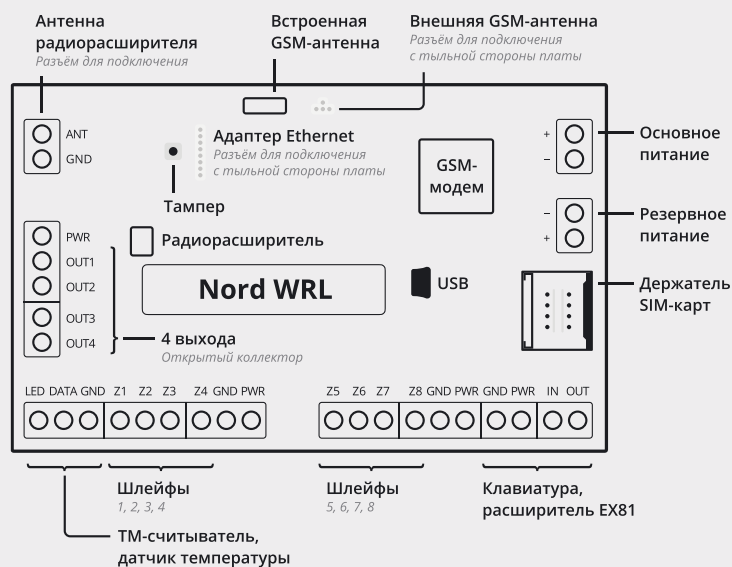 Антенна
радиорасширителя
Разъём для подключения
Встроенная
GSM-антенна
Внешняя GSM-антенна
Разъём для подключения
с тыльной стороны платы
ANT
GND
Адаптер Ethernet
Разъём для подключения
с тыльной стороны платы
Тампер
GSM-
модем
+
−
Основное
питание
−
+
Резервное
питание
PWR
OUT1
OUT2
OUT3
OUT4
Радиорасширитель
Nord WRL
USB
Держатель
SIM-карт
4 выхода
Открытый коллектор
LED DATA GND Z1 Z2 Z3 Z4 GND PWR
Z5 Z6 Z7 Z8 GND PWR GND PWR IN OUT
Шлейфы
1, 2, 3, 4
Шлейфы
5, 6, 7, 8
Клавиатура,
расширитель EX81
ТМ-считыватель,
датчик температуры